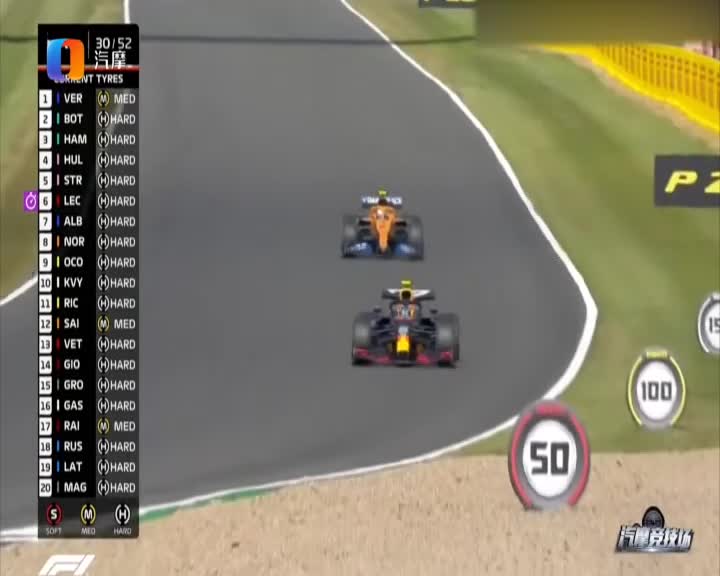 30/52
汽摩
CURRENT TYRES
1 VER M MED
2 BOT H HARD
3 HAM H HARD
4 HUL H HARD
5 STR H HARD
6 LEC H HARD
7 ALB H HARD
8 NOR H HARD
9 OCO H HARD
10 KVY H HARD
11 RIC H HARD
12 SAI M MED
13 VET H HARD
14 GIO H HARD
15 GRO H HARD
16 GAS H HARD
17 RAI M MED
18 RUS H HARD
19 LAT H HARD
20 MAG H HARD
S M H
SOFT MED HARD
F1
P Z
15
100
50
汽摩竞技场